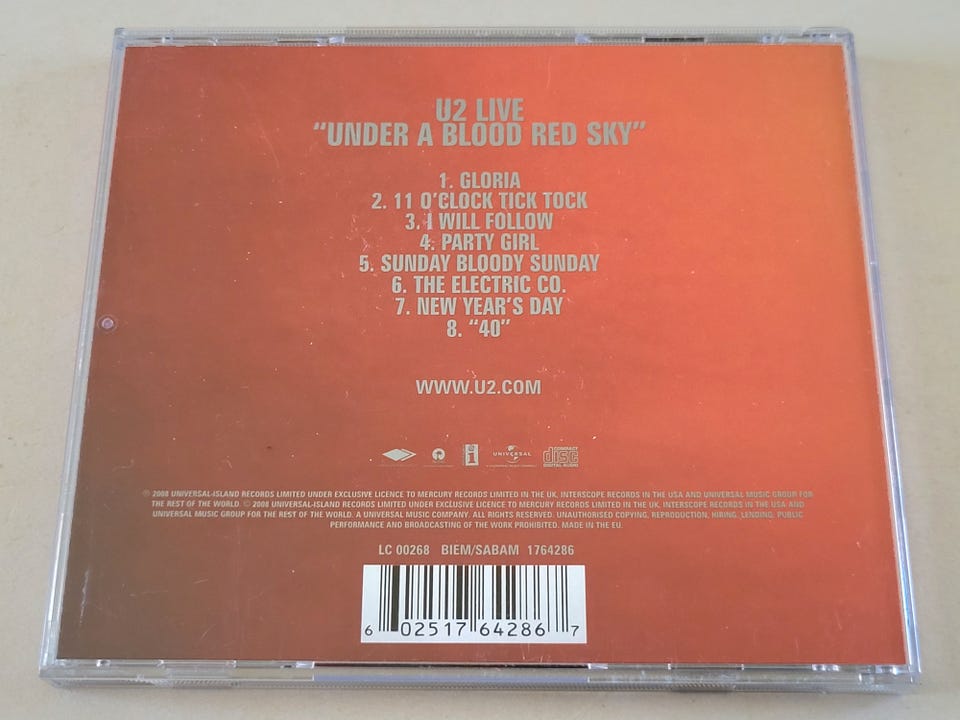 U2 LIVE
“UNDER A BLOOD RED SKY”
1. GLORIA
2. 11 O’CLOCK TICK TOCK
3. I WILL FOLLOW
4. PARTY GIRL
5. SUNDAY BLOODY SUNDAY
6. THE ELECTRIC CO.
7. NEW YEAR’S DAY
8. “40”
WWW.U2.COM
i UNIVERSAL COMPACT
disc
DIGITAL AUDIO
℗ 2008 UNIVERSAL-ISLAND RECORDS LIMITED UNDER EXCLUSIVE LICENCE TO MERCURY RECORDS LIMITED IN THE UK, INTERSCOPE RECORDS IN THE USA AND UNIVERSAL MUSIC GROUP FOR
THE REST OF THE WORLD. © 2008 UNIVERSAL-ISLAND RECORDS LIMITED UNDER EXCLUSIVE LICENCE TO MERCURY RECORDS LIMITED IN THE UK, INTERSCOPE RECORDS IN THE USA AND
UNIVERSAL MUSIC GROUP FOR THE REST OF THE WORLD. A UNIVERSAL MUSIC COMPANY. ALL RIGHTS RESERVED. UNAUTHORISED COPYING, REPRODUCTION, HIRING, LENDING, PUBLIC
PERFORMANCE AND BROADCASTING OF THE WORK PROHIBITED. MADE IN THE EU.
LC 00268 BIEM/SABAM 1764286
6 02517 64286 7